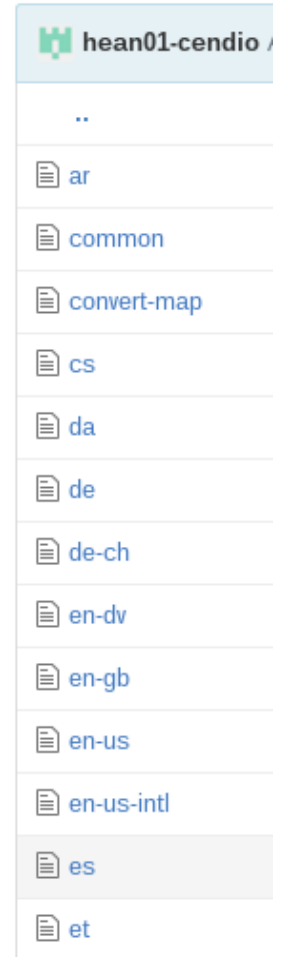 hean01-cendio /
..
ar
common
convert-map
cs
da
de
de-ch
en-dv
en-gb
en-us
en-us-intl
es
et